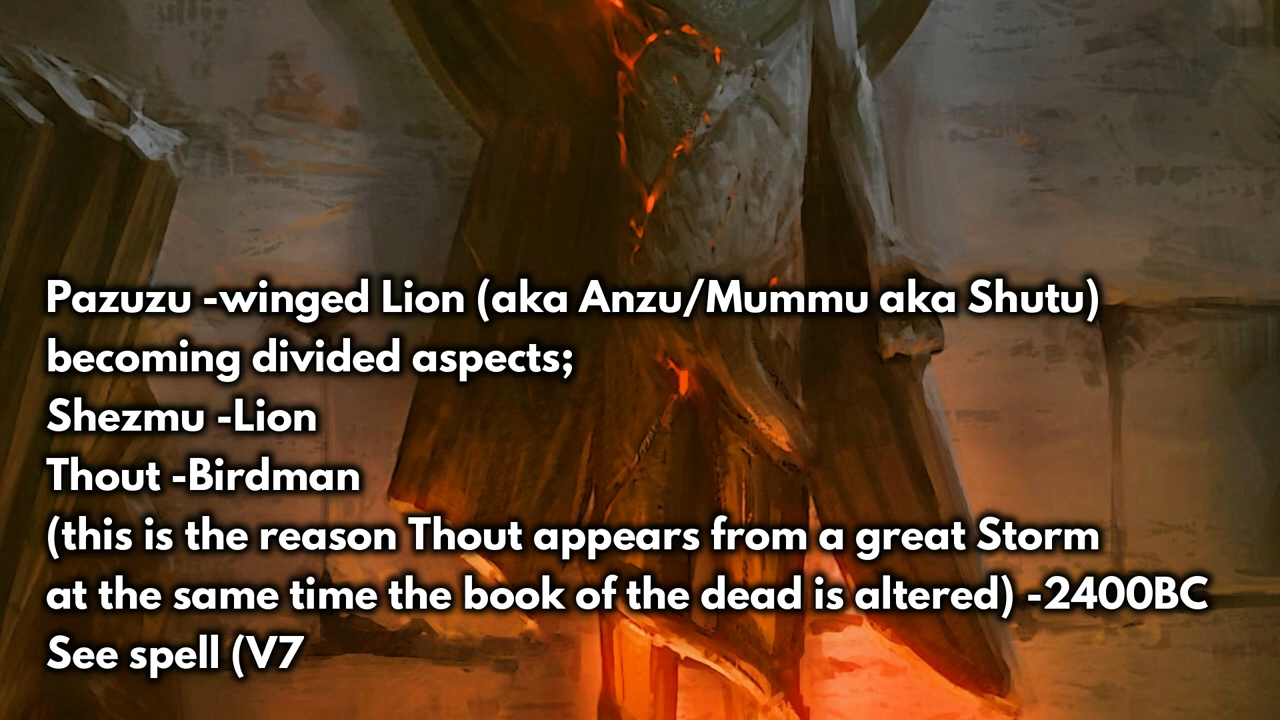 Pazuzu -winged Lion (aka Anzu/Mummu aka Shutu)
becoming divided aspects;
Shezmu -Lion
Thout -Birdman
(this is the reason Thout appears from a great Storm
at the same time the book of the dead is altered) -2400BC
See spell (V7